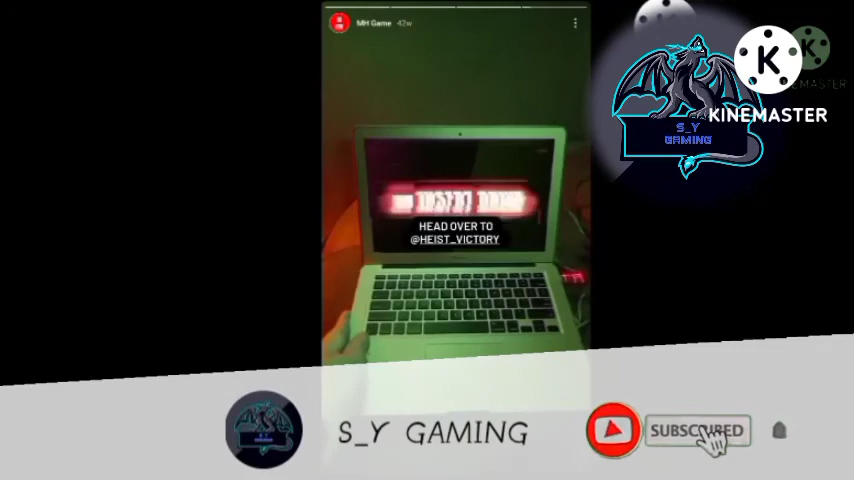 MH Game 42w
HEAD OVER TO
@HEIST_VICTORY
S_Y
GAMING
KINEMASTER
S_Y GAMING
SUBSCRIBED